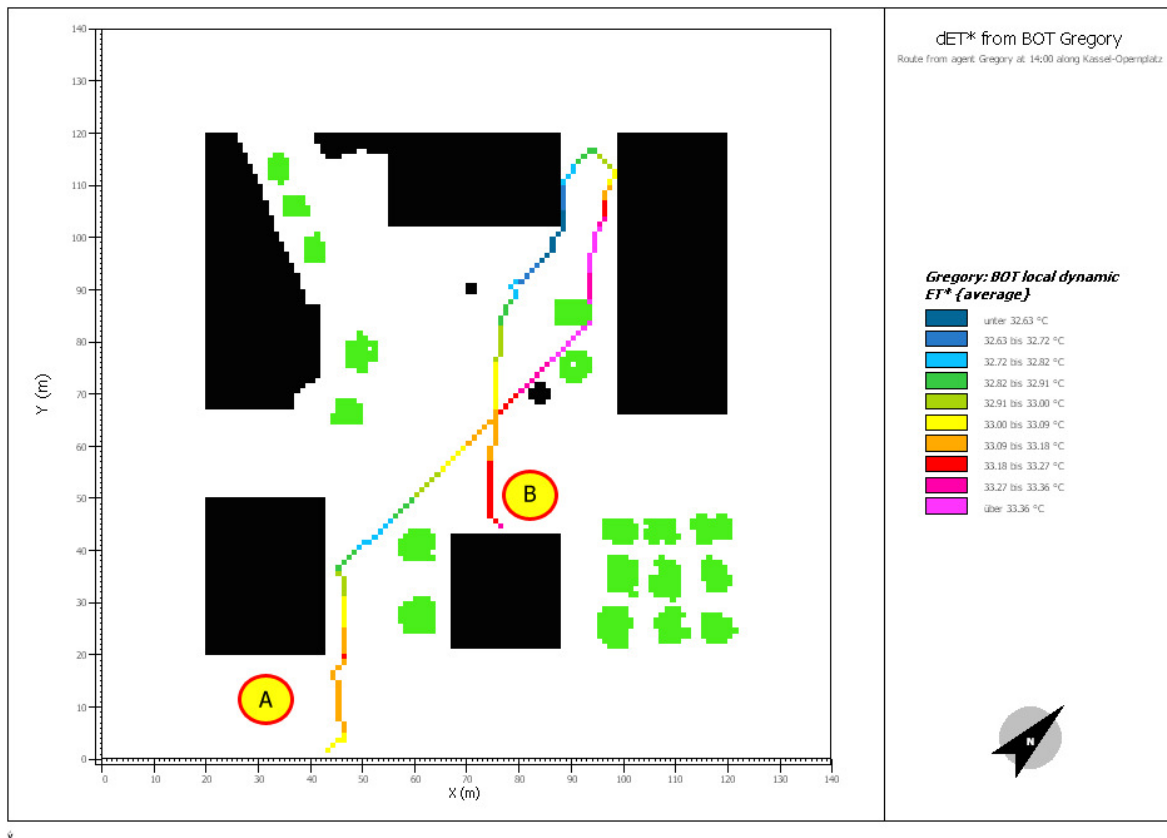 dET* from BOT Gregory
Route from agent Gregory at 14:00 along Kassel-Opernplatz
140
130
120
110
100
90
80
70
60
50
40
30
20
10
0
Y (m)
A
B
0 10 20 30 40 50 60 70 80 90 100 110 120 130 140
X (m)
Gregory: BOT local dynamic
ET* {average}
unter 32.63 °C
32.63 bis 32.72 °C
32.72 bis 32.82 °C
32.82 bis 32.91 °C
32.91 bis 33.00 °C
33.00 bis 33.09 °C
33.09 bis 33.18 °C
33.18 bis 33.27 °C
33.27 bis 33.36 °C
über 33.36 °C
N